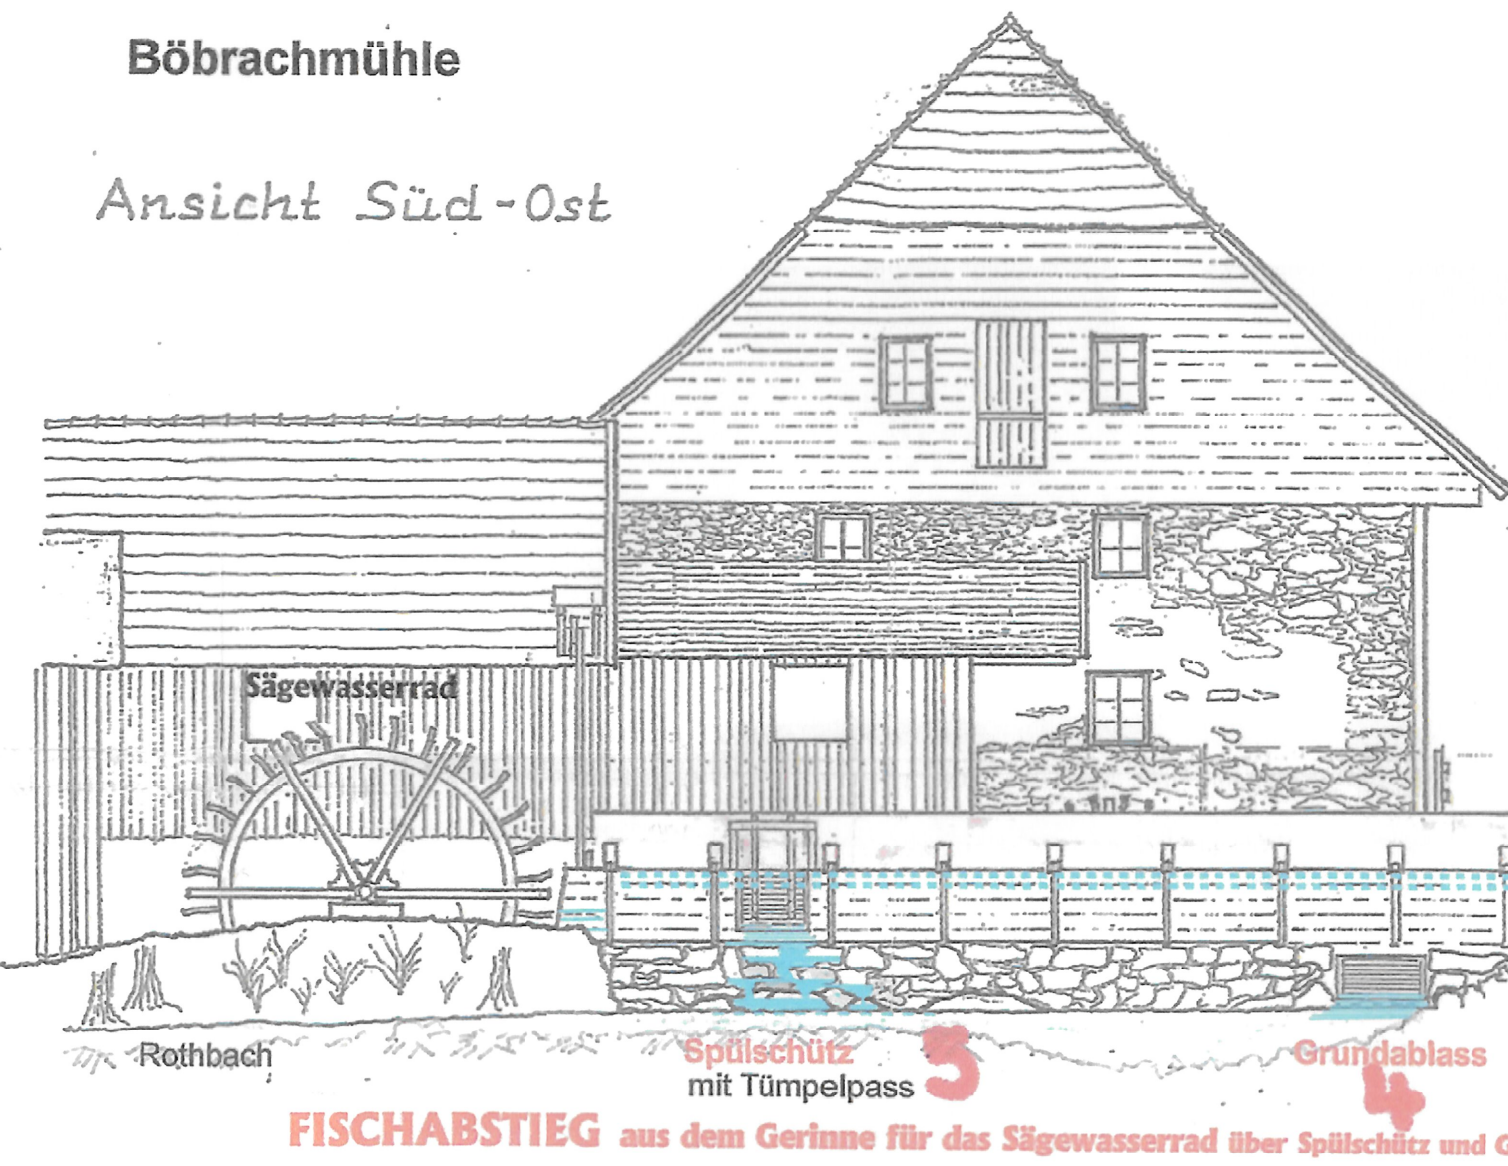 Böbrachmühle
Ansicht Süd-Ost
Sägewasserrad
Rothbach
Spülschütz
mit Tümpelpass
3
Grundablass
4
FISCHABSTIEG aus dem Gerinne für das Sägewasserrad über Spülschütz und G